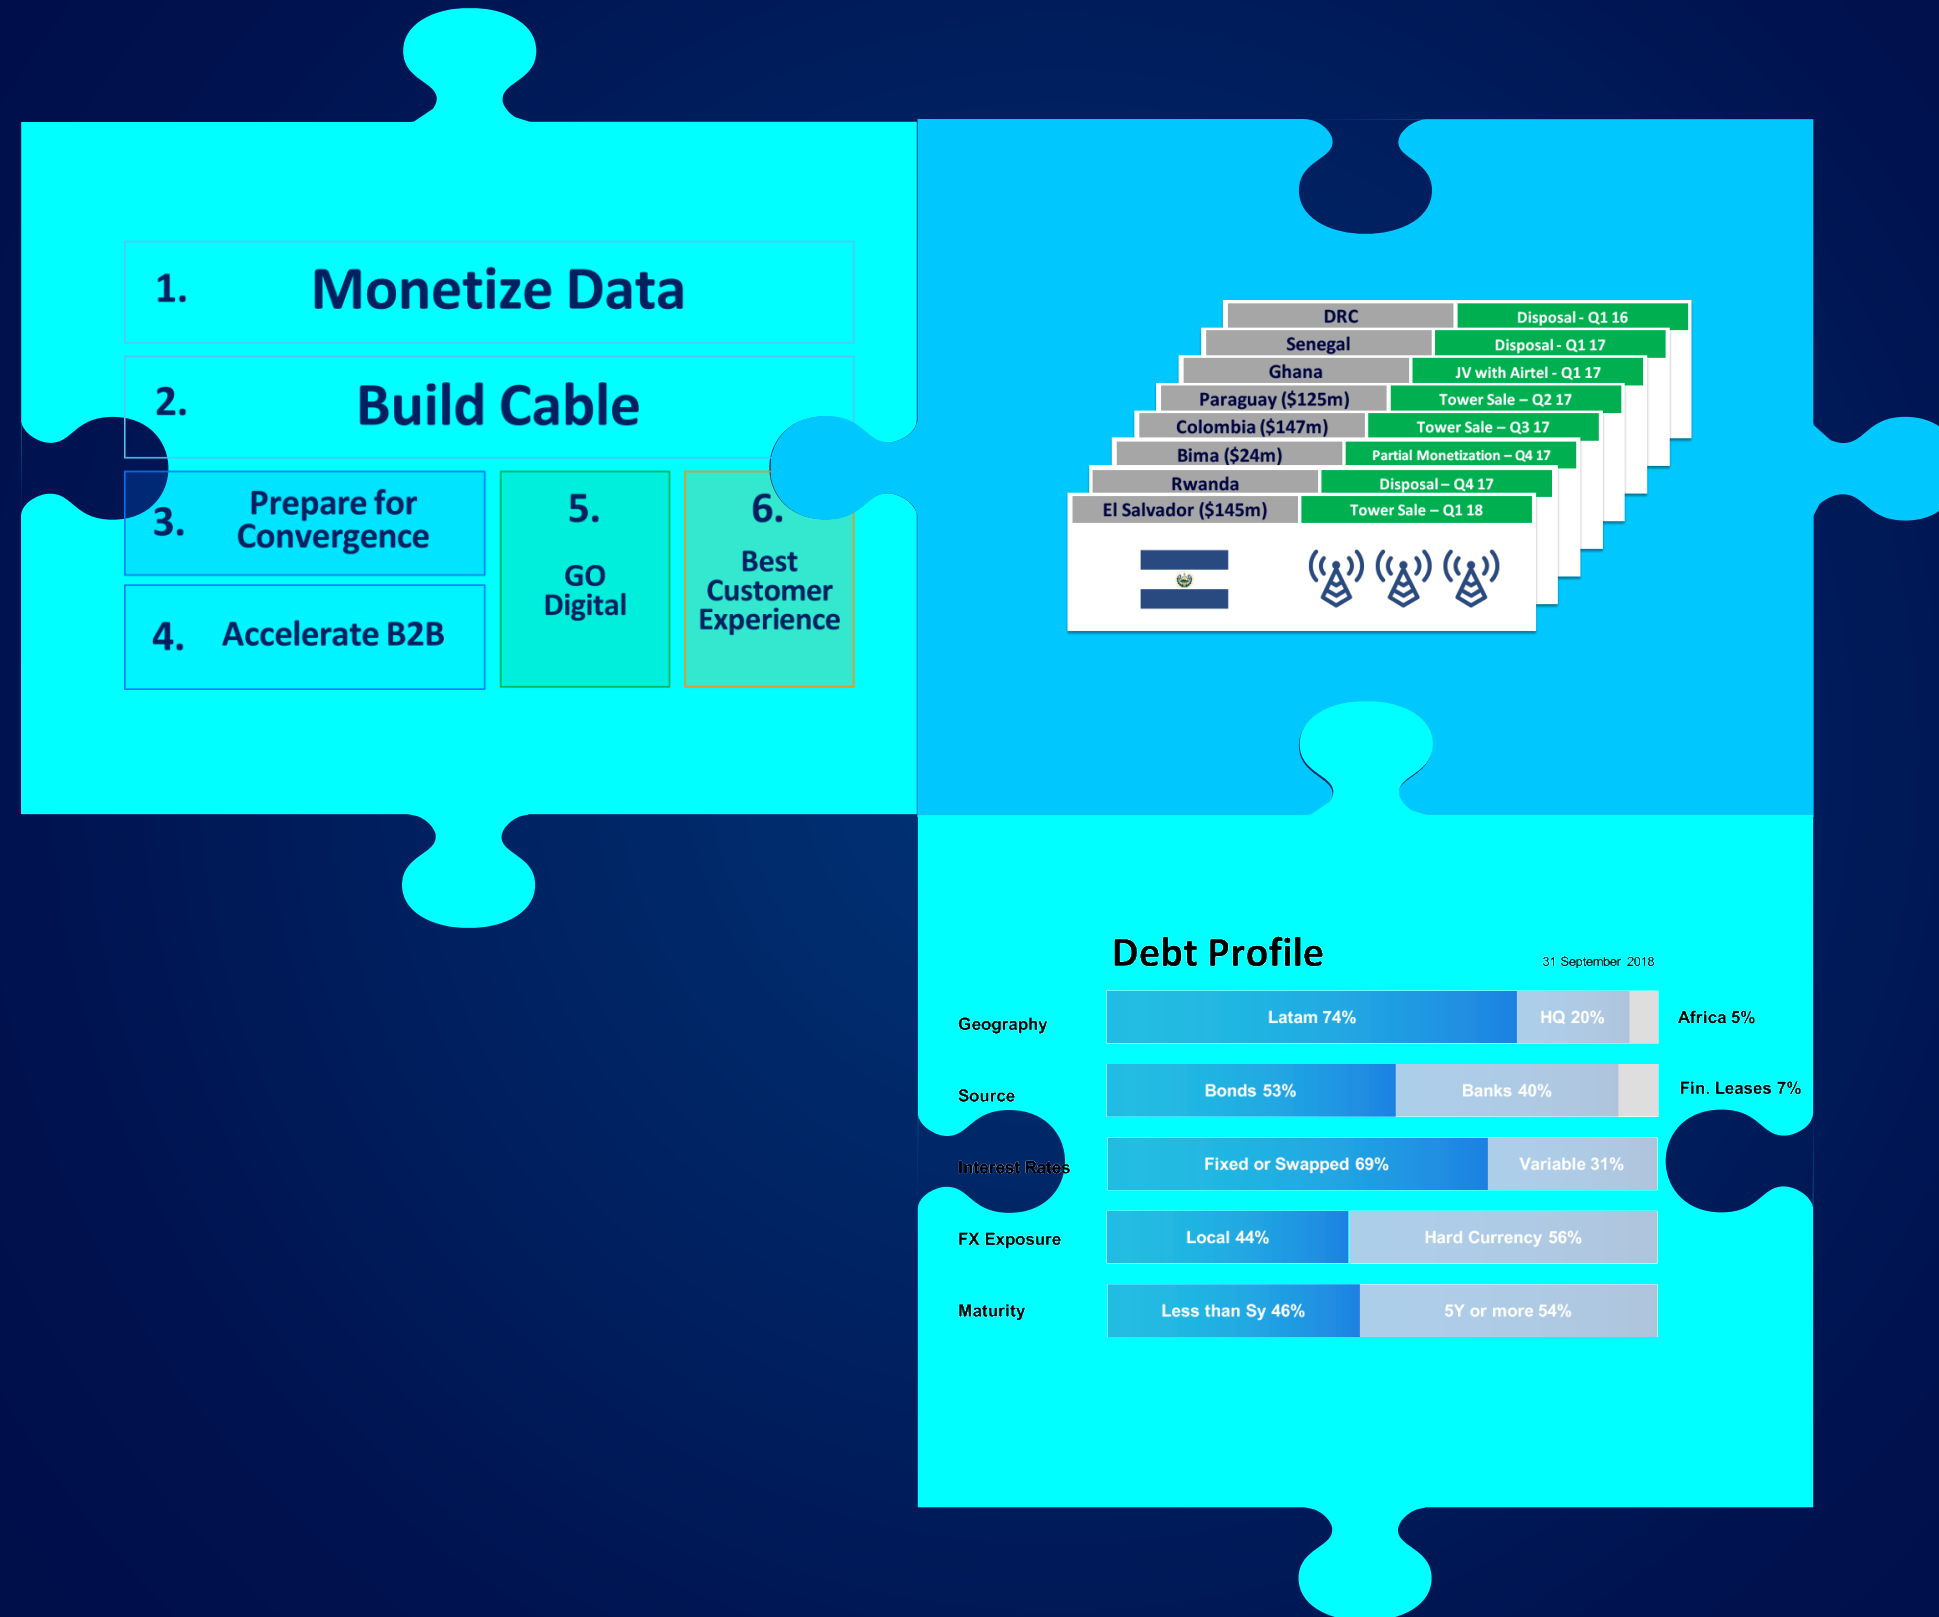 1. Monetize Data
2. Build Cable
3. Prepare for
Convergence
4. Accelerate B2B
5.
GO
Digital
6.
Best
Customer
Experience
DRC Disposal - Q1 16
Senegal Disposal - Q1 17
Ghana JV with Airtel - Q1 17
Paraguay ($125m) Tower Sale – Q2 17
Colombia ($147m) Tower Sale – Q3 17
Bima ($24m) Partial Monetization – Q4 17
Rwanda Disposal – Q4 17
El Salvador ($145m) Tower Sale – Q1 18
Debt Profile 31 September 2018
Geography Latam 74% HQ 20% Africa 5%
Source Bonds 53% Banks 40% Fin. Leases 7%
Interest Rates Fixed or Swapped 69% Variable 31%
FX Exposure Local 44% Hard Currency 56%
Maturity Less than Sy 46% 5Y or more 54%